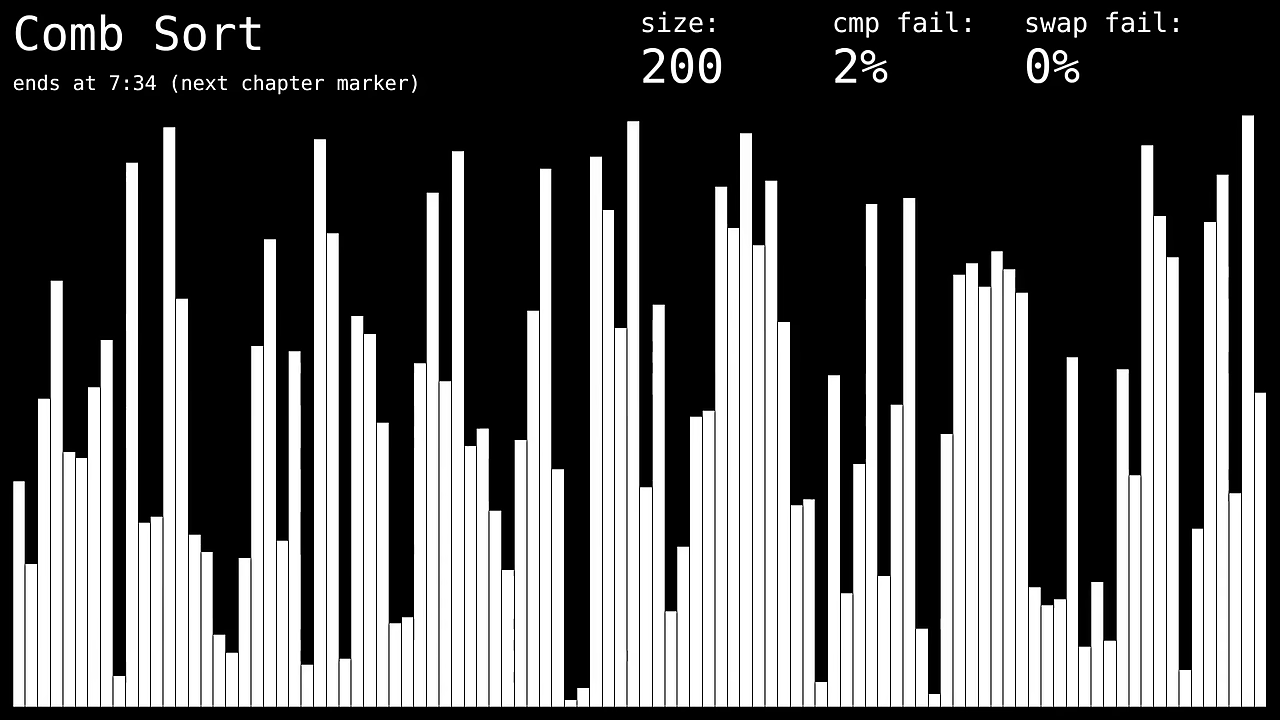 Comb Sort
ends at 7:34 (next chapter marker)
size:
200
cmp fail:
2%
swap fail:
0%